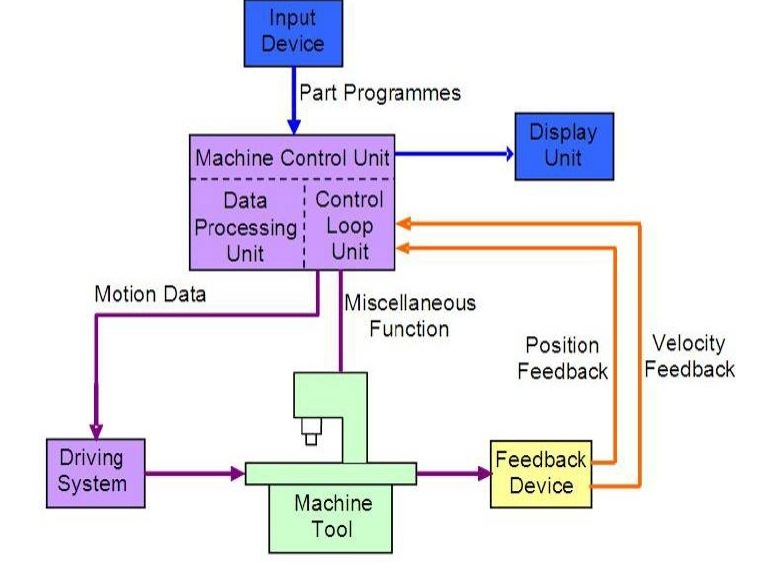 Input
Device
Part Programmes
Machine Control Unit
Display
Unit
Data
Processing
Unit
Control
Loop
Unit
Motion Data
Miscellaneous
Function
Position
Feedback
Velocity
Feedback
Driving
System
Machine
Tool
Feedback
Device